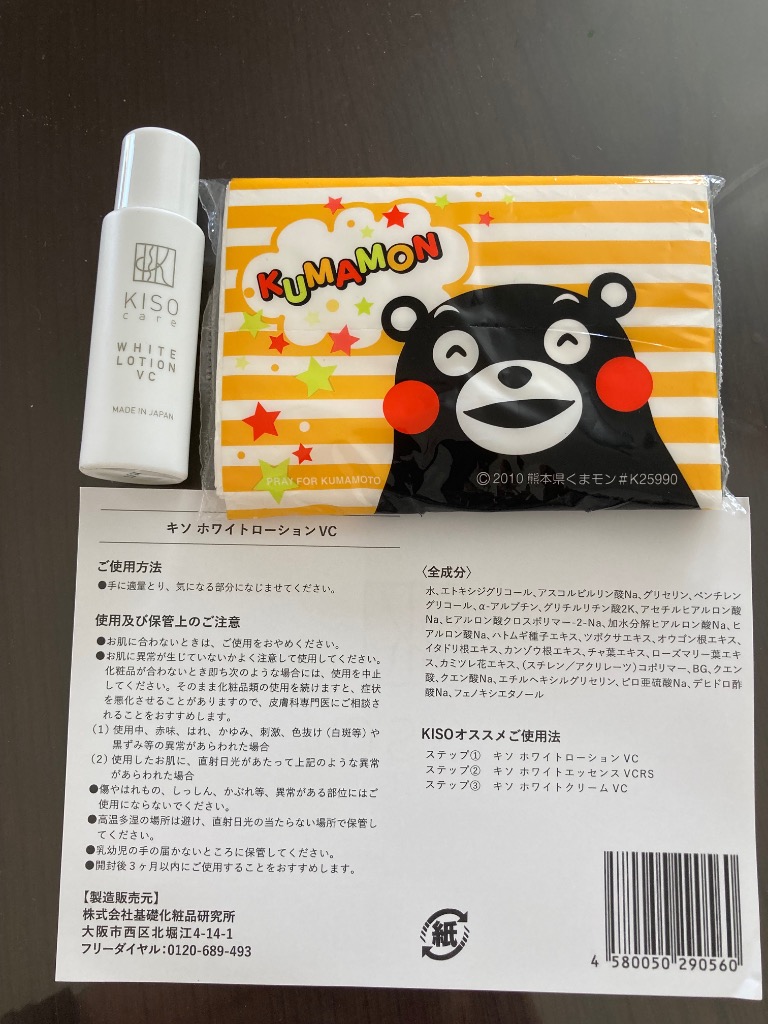 KISO
care
WHITE
LOTION
VC
MADE IN JAPAN
KUMAMON
PRAY FOR KUMAMOTO
©2010 熊本県くまモン#K25990
キソ ホワイトローションVC
ご使用方法
●手に適量とり、気になる部分になじませてください。
使用及び保管上のご注意
●お肌に合わないときは、ご使用をおやめください。
●お肌に異常が生じていないかよく注意して使用してください。
化粧品が合わないとき即ち次のような場合には、使用を中止
してください。そのまま化粧品類の使用を続けますと、症状
を悪化させることがありますので、皮膚科専門医にご相談さ
れることをおすすめします。
(1) 使用中、赤味、はれ、かゆみ、刺激、色抜け(白斑等)や
黒ずみ等の異常があらわれた場合
(2) 使用したお肌に、直射日光があたって上記のような異常
があらわれた場合
●傷やはれもの、しっしん、かぶれ等、異常がある部位にはご
使用にならないでください。
●高温多湿の場所は避け、直射日光の当たらない場所で保管し
てください。
●乳幼児の手の届かないところに保管してください。
●開封後3ヶ月以内にご使用することをおすすめします。
【製造販売元】
株式会社基礎化粧品研究所
大阪市西区北堀江4-14-1
フリーダイヤル:0120-689-493
〈全成分〉
水、エトキシジグリコール、アスコルビルリン酸Na、グリセリン、ペンチレン
グリコール、α-アルブチン、グリチルリチン酸2K、アセチルヒアルロン酸
Na、ヒアルロン酸クロスポリマー-2-Na、加水分解ヒアルロン酸Na、ヒ
アルロン酸Na、ハトムギ種子エキス、ツボクサエキス、オウゴン根エキス、
イタドリ根エキス、カンゾウ根エキス、チャ葉エキス、ローズマリー葉エキ
ス、カミツレ花エキス、(スチレン/アクリレーツ)コポリマー、BG、クエン
酸、クエン酸Na、エチルヘキシルグリセリン、ピロ亜硫酸Na、デヒドロ酢
酸Na、フェノキシエタノール
KISOオススメご使用法
ステップ① キソ ホワイトローションVC
ステップ② キソ ホワイトエッセンスVCRS
ステップ③ キソ ホワイトクリームVC
紙
4 580050 290560